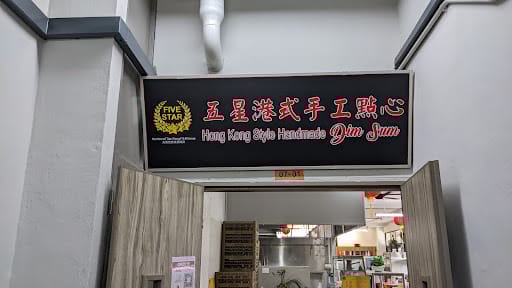 FIVE
STAR
五星港式手工點心
Hong Kong Style Handmade Dim Sum
07-01